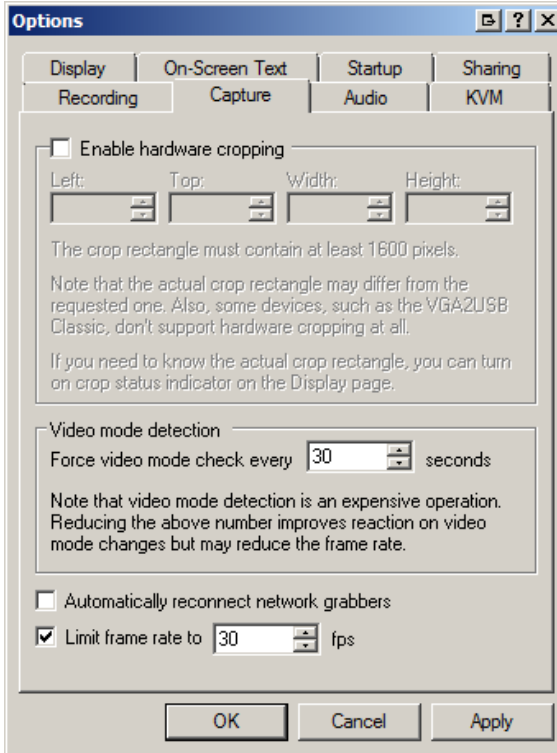 Options
Display On-Screen Text Startup Sharing
Recording Capture Audio KVM
Enable hardware cropping
Left: Top: Width: Height:
The crop rectangle must contain at least 1600 pixels.
Note that the actual crop rectangle may differ from the
requested one. Also, some devices, such as the VGA2USB
Classic, don't support hardware cropping at all.
If you need to know the actual crop rectangle, you can turn
on crop status indicator on the Display page.
Video mode detection
Force video mode check every 30 seconds
Note that video mode detection is an expensive operation.
Reducing the above number improves reaction on video
mode changes but may reduce the frame rate.
Automatically reconnect network grabbers
Limit frame rate to 30 fps
OK Cancel Apply